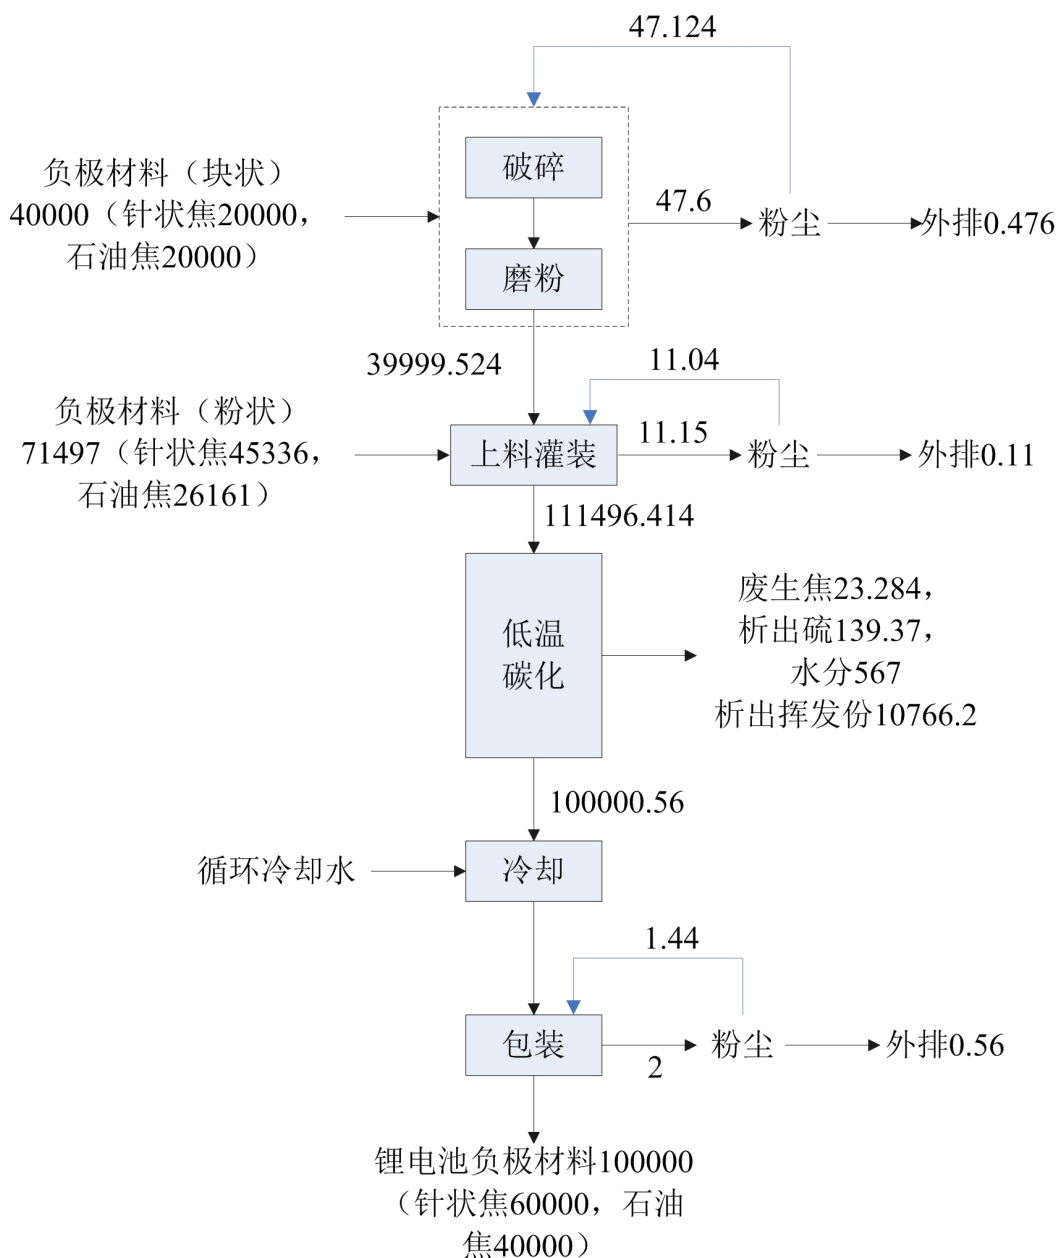 47.124
破碎
负极材料（块状）
40000（针状焦20000，
石油焦20000）
47.6
粉尘
外排0.476
磨粉
39999.524
11.04
负极材料（粉状）
71497（针状焦45336，
石油焦26161）
上料灌装
11.15
粉尘
外排0.11
111496.414
低温
碳化
废生焦23.284，
析出硫139.37，
水分567
析出挥发份10766.2
100000.56
循环冷却水
冷却
1.44
包装
2
粉尘
外排0.56
锂电池负极材料100000
（针状焦60000，石油
焦40000）